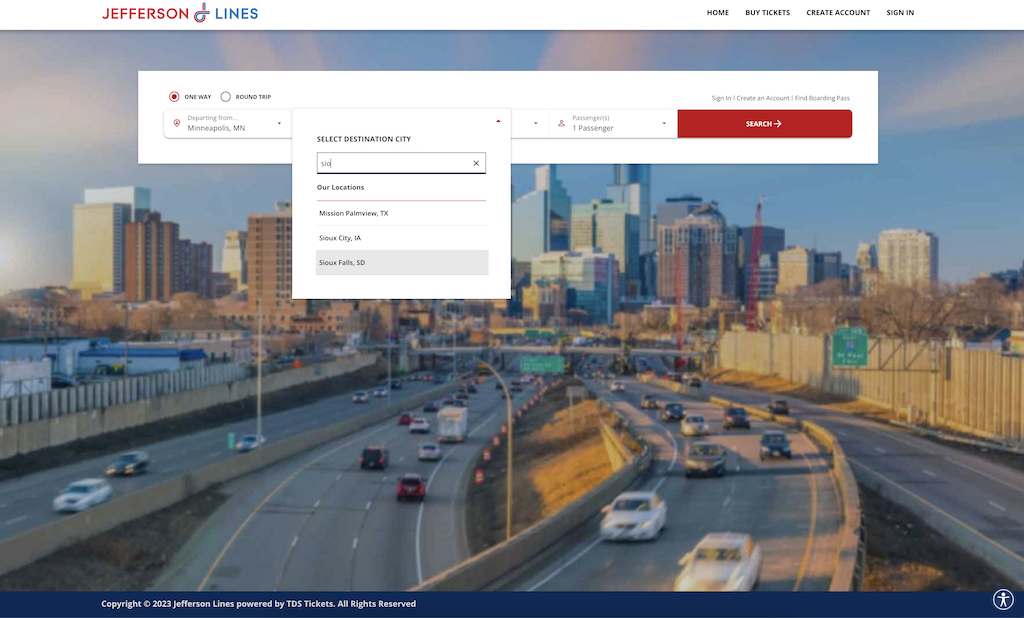 JEFFERSON LINES
HOME BUY TICKETS CREATE ACCOUNT SIGN IN
ONE WAY ROUND TRIP
Sign In | Create an Account | Find Boarding Pass
Departing from...
Minneapolis, MN
Passenger(s)
1 Passenger
SEARCH
SELECT DESTINATION CITY
sio
Our Locations
Mission Palmview, TX
Sioux City, IA
Sioux Falls, SD
St Paul
Copyright © 2023 Jefferson Lines powered by TDS Tickets. All Rights Reserved